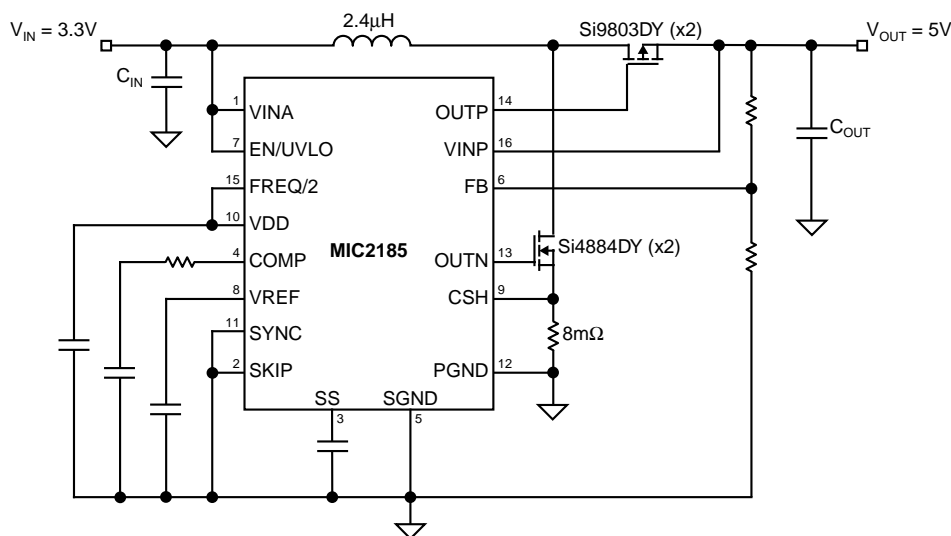 V_IN = 3.3V
2.4μH
Si9803DY (x2)
V_OUT = 5V
C_IN
C_OUT
1 VINA
OUTP 14
7 EN/UVLO
VINP 16
15 FREQ/2
FB 6
10 VDD
MIC2185
Si4884DY (x2)
4 COMP
OUTN 13
8 VREF
CSH 9
11 SYNC
8mΩ
2 SKIP
PGND 12
SS
SGND
3
5